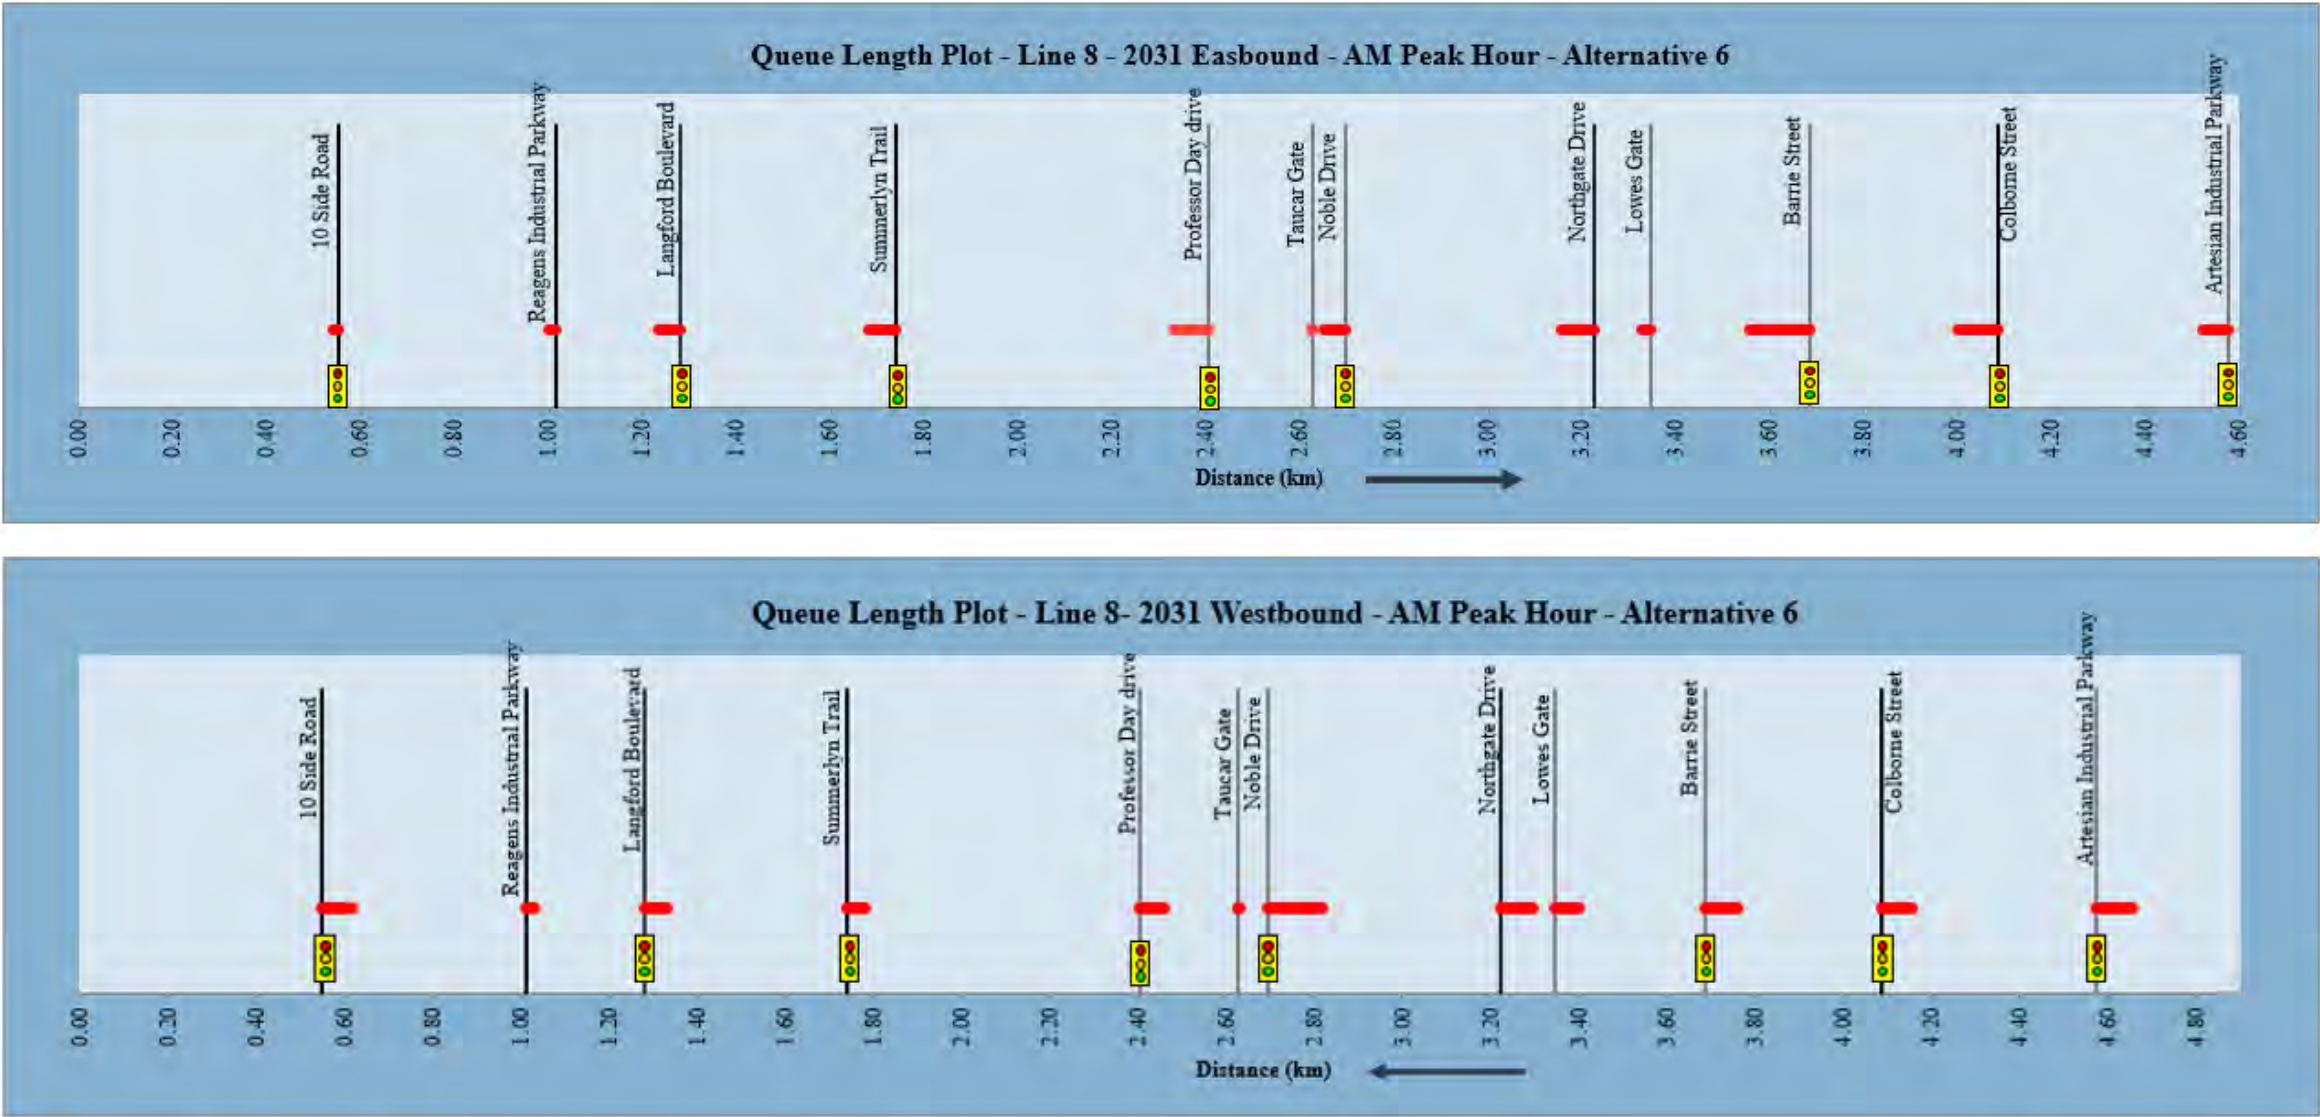 Queue Length Plot - Line 8 - 2031 Easbound - AM Peak Hour - Alternative 6
10 Side Road
Reagens Industrial Parkway
Langford Boulevard
Summerlyn Trail
Professor Day drive
Taucar Gate
Noble Drive
Northgate Drive
Lowes Gate
Barrie Street
Colborne Street
Artesian Industrial Parkway
0.00 0.20 0.40 0.60 0.80 1.00 1.20 1.40 1.60 1.80 2.00 2.20 2.40 2.60 2.80 3.00 3.20 3.40 3.60 3.80 4.00 4.20 4.40 4.60
Distance (km)
Queue Length Plot - Line 8- 2031 Westbound - AM Peak Hour - Alternative 6
10 Side Road
Reagens Industrial Parkway
Langford Boulevard
Summerlyn Trail
Professor Day drive
Taucar Gate
Noble Drive
Northgate Drive
Lowes Gate
Barrie Street
Colborne Street
Artesian Industrial Parkway
0.00 0.20 0.40 0.60 0.80 1.00 1.20 1.40 1.60 1.80 2.00 2.20 2.40 2.60 2.80 3.00 3.20 3.40 3.60 3.80 4.00 4.20 4.40 4.60 4.80
Distance (km)